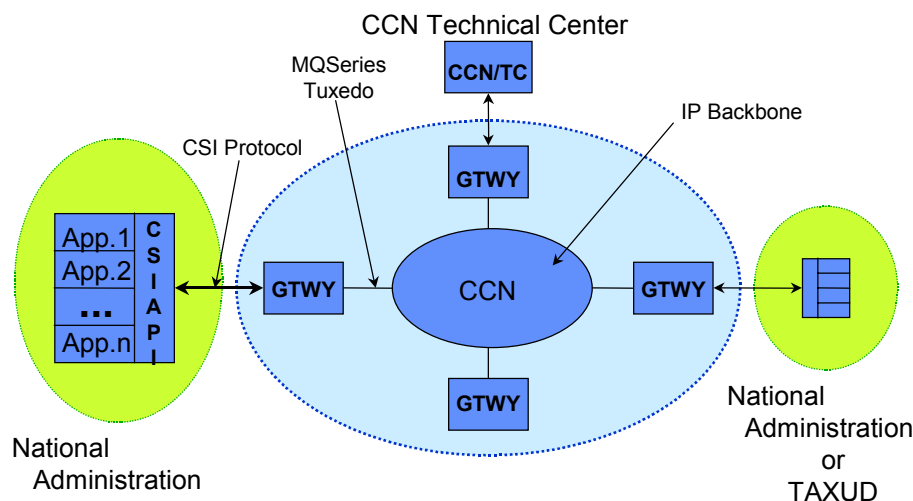 CCN Technical Center
CCN/TC
MQSeries
Tuxedo
IP Backbone
CSI Protocol
GTWY
App.1
App.2
...
App.n
C
S
I
A
P
I
GTWY
CCN
GTWY
GTWY
National
Administration
National
Administration
or
TAXUD